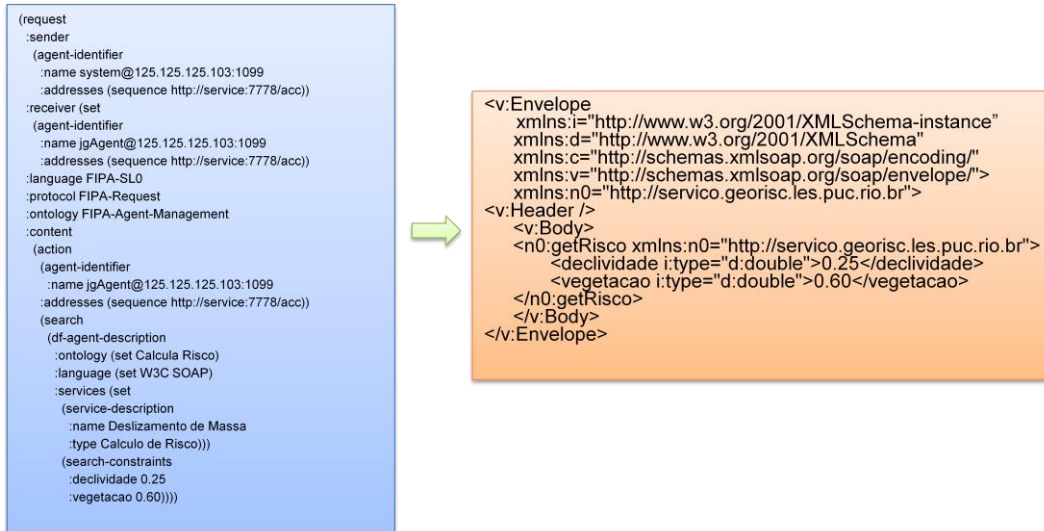 (request
:sender
(agent-identifier
:name system@125.125.125.103:1099
:addresses (sequence http://service:7778/acc))
:receiver (set
(agent-identifier
:name jgAgent@125.125.125.103:1099
:addresses (sequence http://service:7778/acc))
:language FIPA-SL0
:protocol FIPA-Request
:ontology FIPA-Agent-Management
:content
(action
(agent-identifier
:name jgAgent@125.125.125.103:1099
:addresses (sequence http://service:7778/acc))
(search
(df-agent-description
:ontology (set Calcula Risco)
:language (set W3C SOAP)
:services (set
(service-description
:name Deslizamento de Massa
:type Calculo de Risco)))
(search-constraints
:declividade 0.25
:vegetacao 0.60))))
<v:Envelope
xmlns:i="http://www.w3.org/2001/XMLSchema-instance”
xmlns:d="http://www.w3.org/2001/XMLSchema"
xmlns:c="http://schemas.xmlsoap.org/soap/encoding/"
xmlns:v="http://schemas.xmlsoap.org/soap/envelope/">
xmlns:n0="http://servico.georisc.les.puc.rio.br">
<v:Header />
<v:Body>
<n0:getRisco xmlns:n0="http://servico.georisc.les.puc.rio.br">
<declividade i:type="d:double">0.25</declividade>
<vegetacao i:type="d:double">0.60</vegetacao>
</n0:getRisco>
</v:Body>
</v:Envelope>